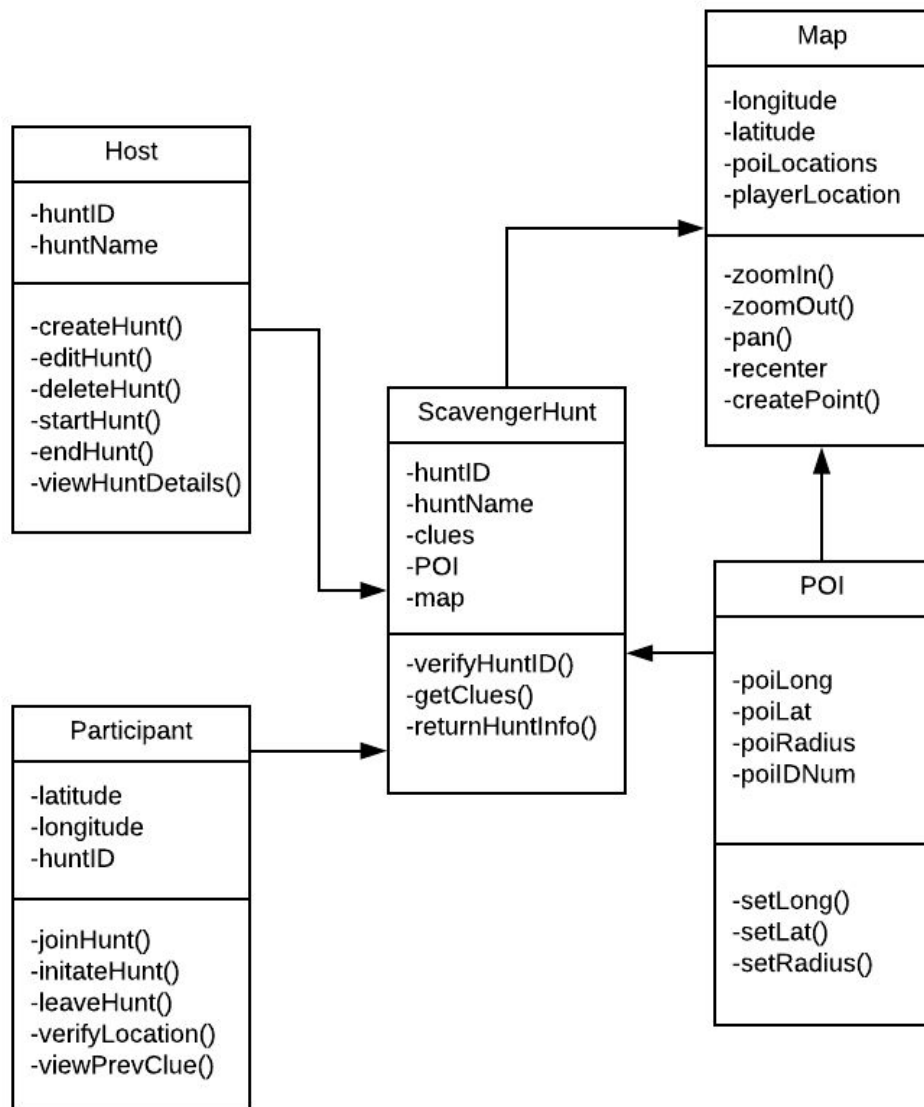 Map
-longitude
-latitude
-poiLocations
-playerLocation
-zoomIn()
-zoomOut()
-pan()
-recenter
-createPoint()
Host
-huntID
-huntName
-createHunt()
-editHunt()
-deleteHunt()
-startHunt()
-endHunt()
-viewHuntDetails()
ScavengerHunt
-huntID
-huntName
-clues
-POI
-map
-verifyHuntID()
-getClues()
-returnHuntInfo()
POI
-poiLong
-poiLat
-poiRadius
-poiIDNum
-setLong()
-setLat()
-setRadius()
Participant
-latitude
-longitude
-huntID
-joinHunt()
-initateHunt()
-leaveHunt()
-verifyLocation()
-viewPrevClue()